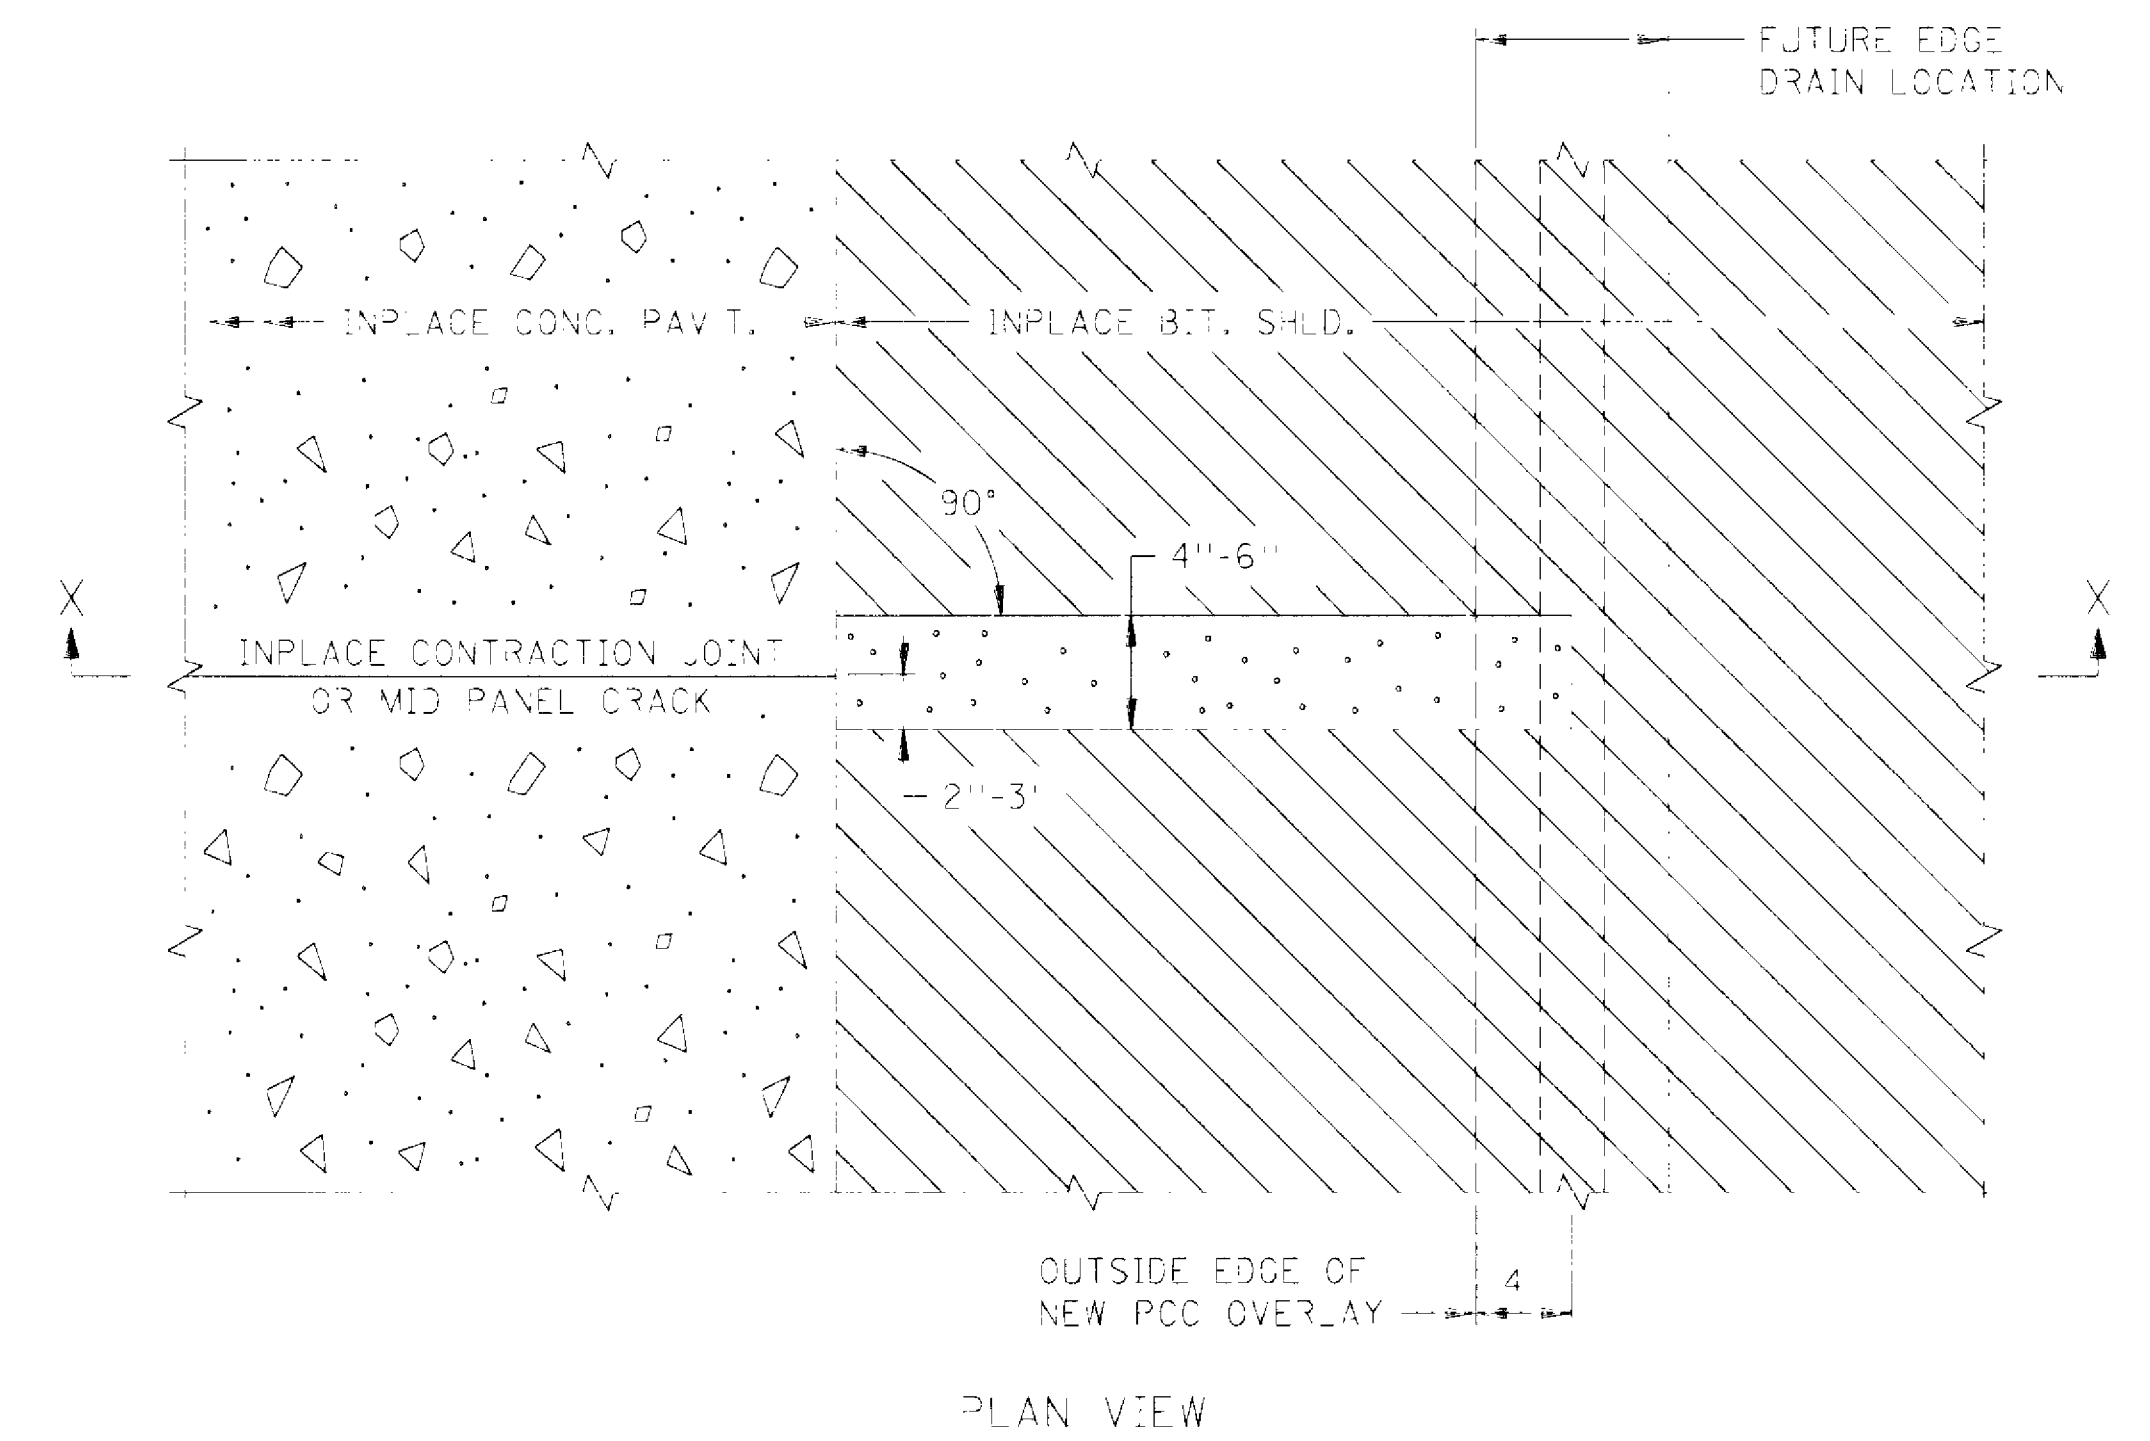 FUTURE EDGE
DRAIN LOCATION
INPLACE CONC. PAV'T.
INPLACE BIT. SHLD.
90°
4"-6"
X
X
INPLACE CONTRACTION JOINT
OR MID PANEL CRACK
2"-3"
OUTSIDE EDGE OF
NEW PCC OVERLAY
4
PLAN VIEW